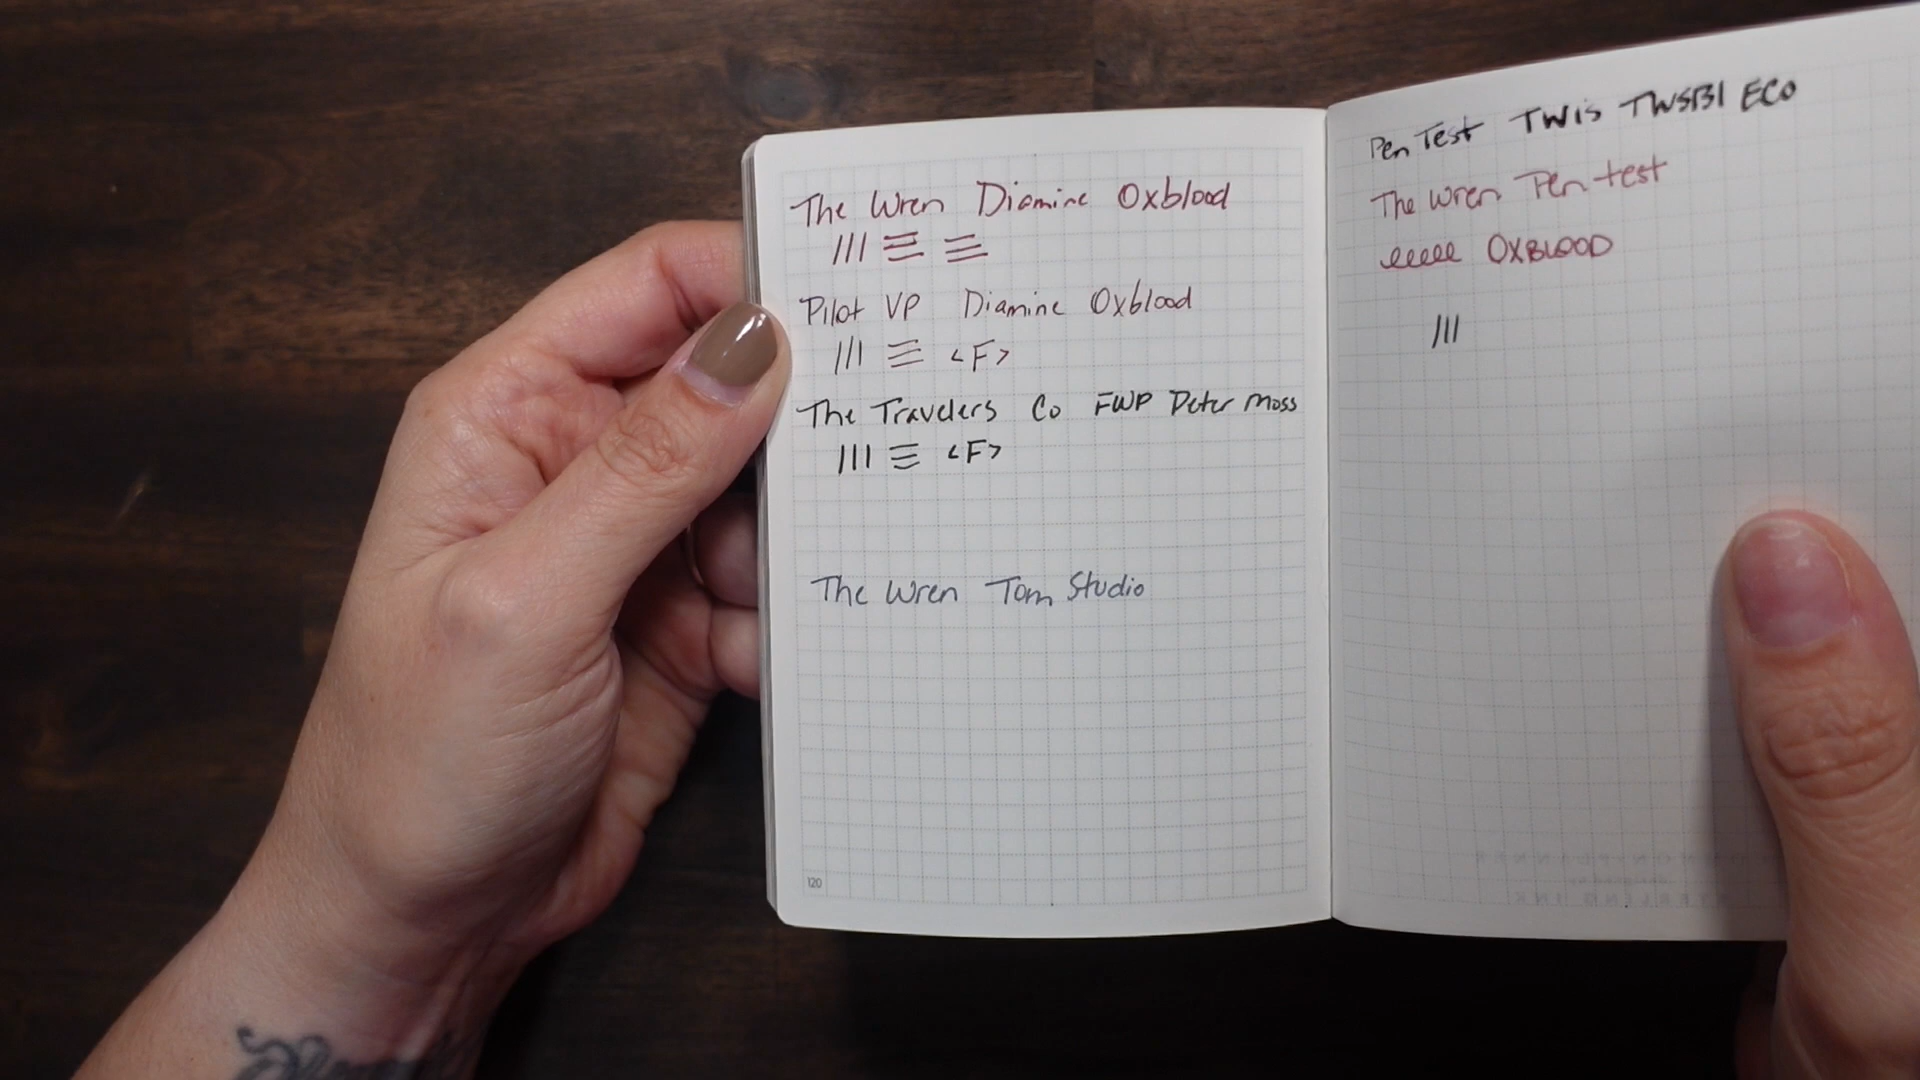 The Wren Diamine Oxblood
Pilot VP Diamine Oxblood
<F>
The Travelers Co FWP Peter Moss
<F>
The Wren Tom Studio
120
Pen Test TWis TWSBI ECO
The Wren Pen test
eeeee OXBLOOD